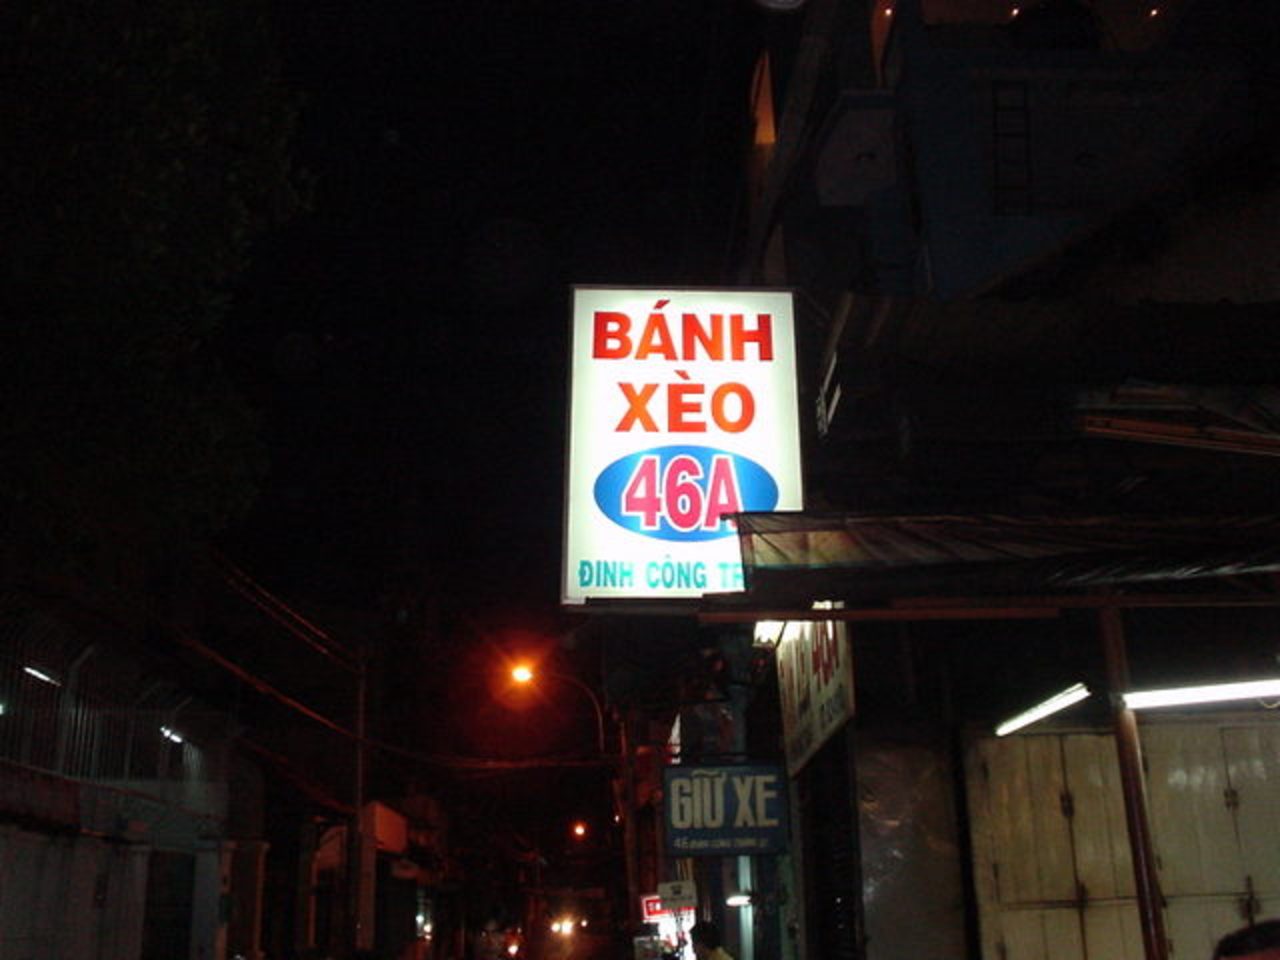 BÁNH
XÈO
46A
ĐINH CÔNG TR
GIỮ XE